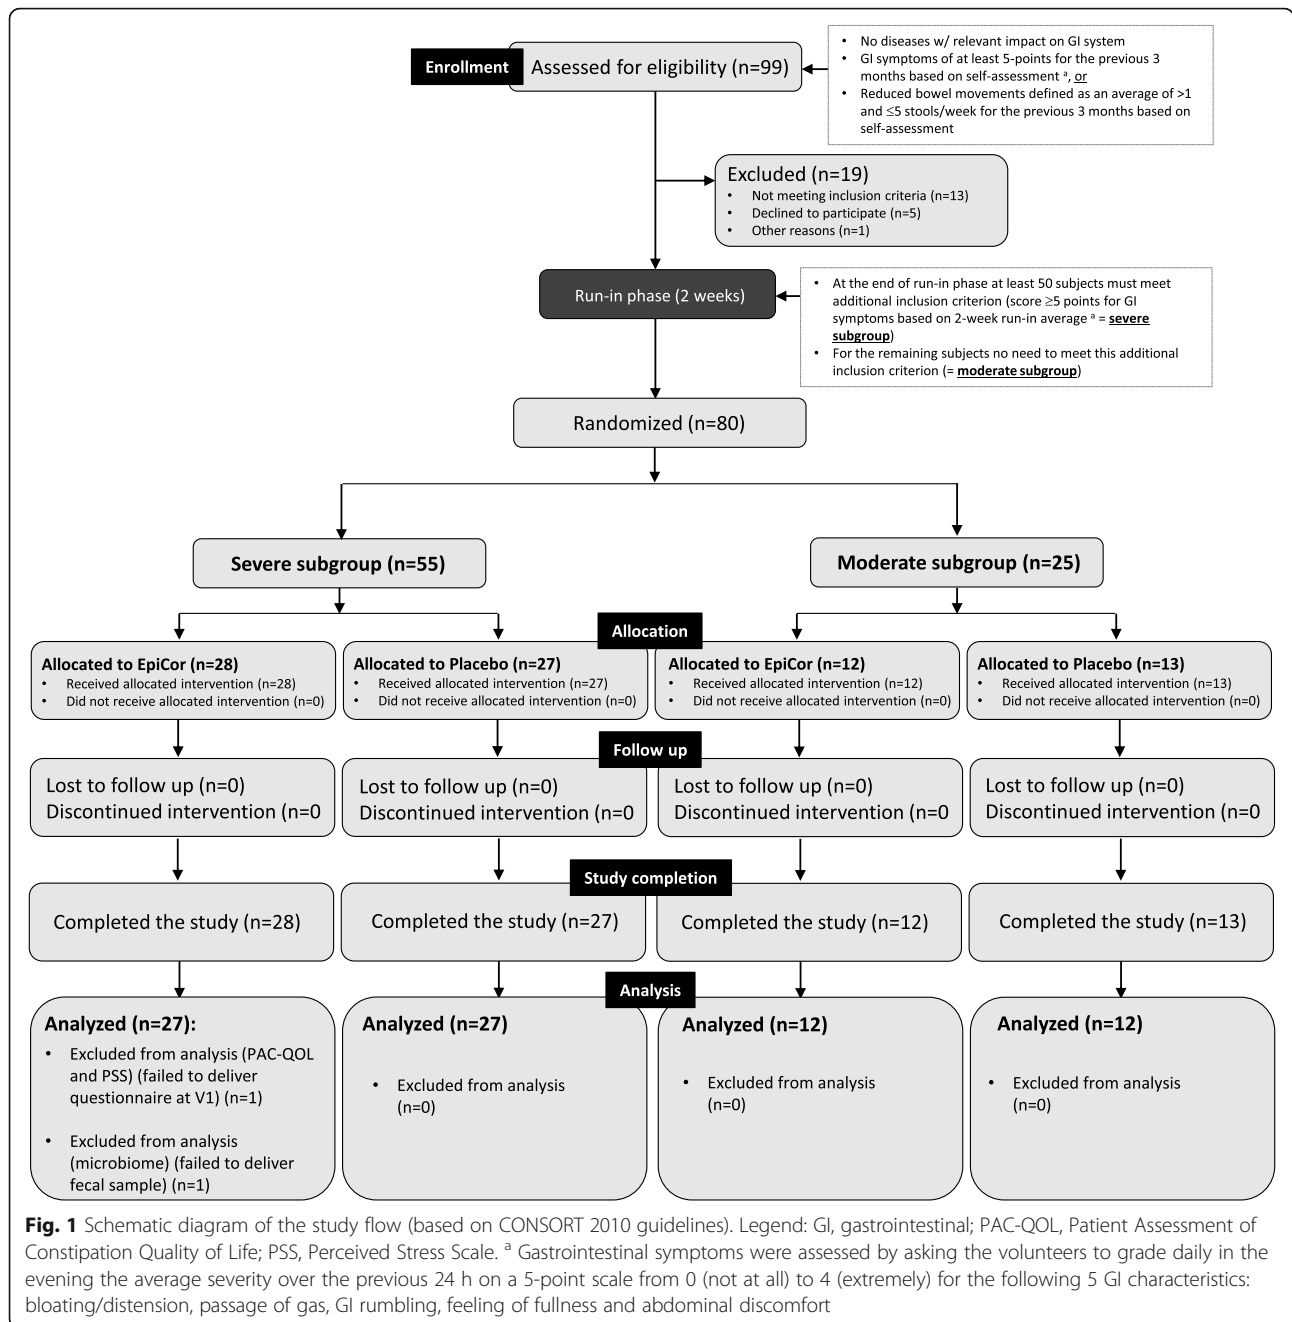 Enrollment
Assessed for eligibility (n=99)
• No diseases w/ relevant impact on GI system
• GI symptoms of at least 5-points for the previous 3
months based on self-assessment ᵃ, or
• Reduced bowel movements defined as an average of >1
and ≤5 stools/week for the previous 3 months based on
self-assessment
Excluded (n=19)
• Not meeting inclusion criteria (n=13)
• Declined to participate (n=5)
• Other reasons (n=1)
Run-in phase (2 weeks)
• At the end of run-in phase at least 50 subjects must meet
additional inclusion criterion (score ≥5 points for GI
symptoms based on 2-week run-in average ᵃ = severe
subgroup)
• For the remaining subjects no need to meet this additional
inclusion criterion (= moderate subgroup)
Randomized (n=80)
Severe subgroup (n=55)
Moderate subgroup (n=25)
Allocation
Allocated to EpiCor (n=28)
• Received allocated intervention (n=28)
• Did not receive allocated intervention (n=0)
Allocated to Placebo (n=27)
• Received allocated intervention (n=27)
• Did not receive allocated intervention (n=0)
Allocated to EpiCor (n=12)
• Received allocated intervention (n=12)
• Did not receive allocated intervention (n=0)
Allocated to Placebo (n=13)
• Received allocated intervention (n=13)
• Did not receive allocated intervention (n=0)
Follow up
Lost to follow up (n=0)
Discontinued intervention (n=0
Lost to follow up (n=0)
Discontinued intervention (n=0
Lost to follow up (n=0)
Discontinued intervention (n=0
Lost to follow up (n=0)
Discontinued intervention (n=0
Study completion
Completed the study (n=28)
Completed the study (n=27)
Completed the study (n=12)
Completed the study (n=13)
Analysis
Analyzed (n=27):
• Excluded from analysis (PAC-QOL
and PSS) (failed to deliver
questionnaire at V1) (n=1)
• Excluded from analysis
(microbiome) (failed to deliver
fecal sample) (n=1)
Analyzed (n=27)
• Excluded from analysis
(n=0)
Analyzed (n=12)
• Excluded from analysis
(n=0)
Analyzed (n=12)
• Excluded from analysis
(n=0)
Fig. 1 Schematic diagram of the study flow (based on CONSORT 2010 guidelines). Legend: GI, gastrointestinal; PAC-QOL, Patient Assessment of
Constipation Quality of Life; PSS, Perceived Stress Scale. ᵃ Gastrointestinal symptoms were assessed by asking the volunteers to grade daily in the
evening the average severity over the previous 24 h on a 5-point scale from 0 (not at all) to 4 (extremely) for the following 5 GI characteristics:
bloating/distension, passage of gas, GI rumbling, feeling of fullness and abdominal discomfort